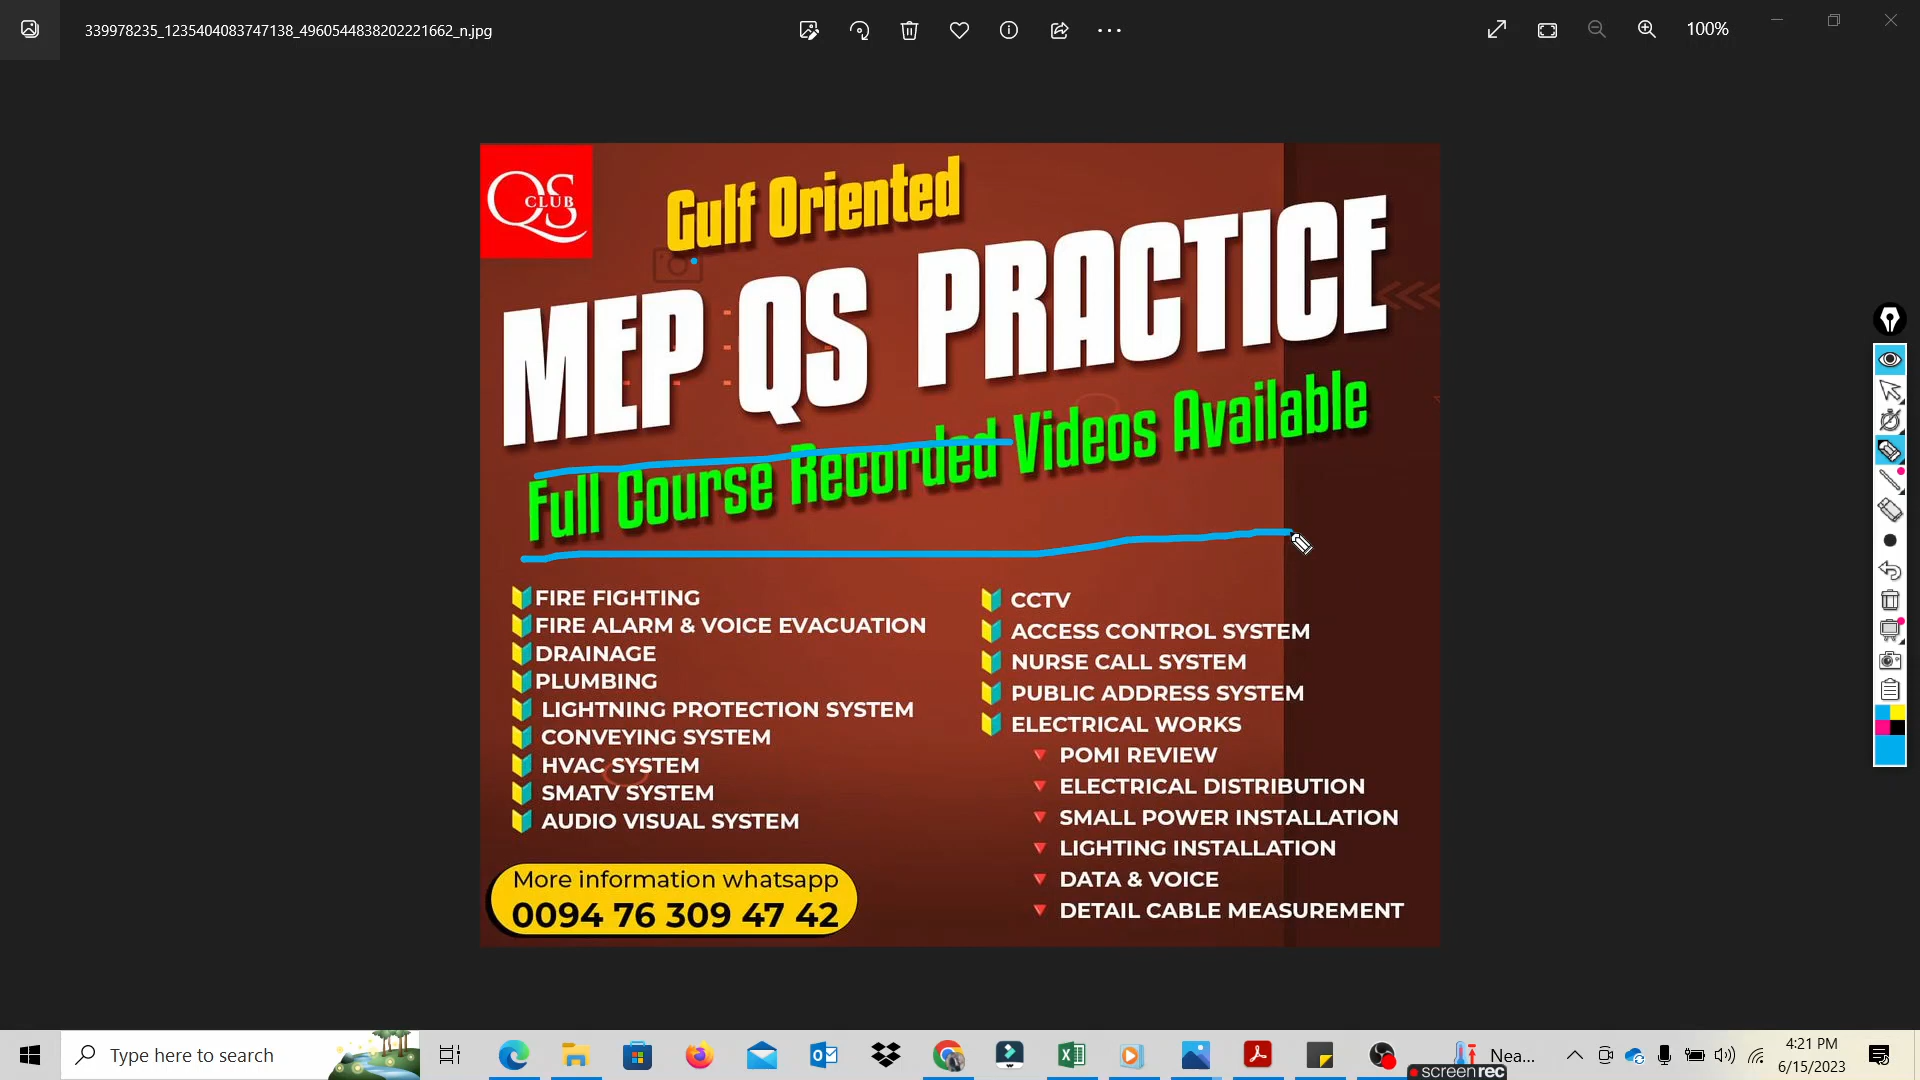 339978235_1235404083747138_4960544838202221662_n.jpg
100%
QS
CLUB
Gulf Oriented
MEP QS PRACTICE
Full Course Recorded Videos Available
FIRE FIGHTING
FIRE ALARM & VOICE EVACUATION
DRAINAGE
PLUMBING
LIGHTNING PROTECTION SYSTEM
CONVEYING SYSTEM
HVAC SYSTEM
SMATV SYSTEM
AUDIO VISUAL SYSTEM
CCTV
ACCESS CONTROL SYSTEM
NURSE CALL SYSTEM
PUBLIC ADDRESS SYSTEM
ELECTRICAL WORKS
POMI REVIEW
ELECTRICAL DISTRIBUTION
SMALL POWER INSTALLATION
LIGHTING INSTALLATION
DATA & VOICE
DETAIL CABLE MEASUREMENT
More information whatsapp
0094 76 309 47 42
Type here to search
Nea...
4:21 PM
6/15/2023
screenrec